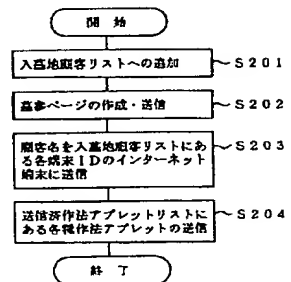 開 始
入墓地顧客リストへの追加
S201
墓参ページの作成・送信
S202
顧客名を入墓地顧客リストにあ
る各端末IDのインターネット
端末に送信
S203
送信済作法アプレットリストに
ある各種作法アプレットの送信
S204
終 了